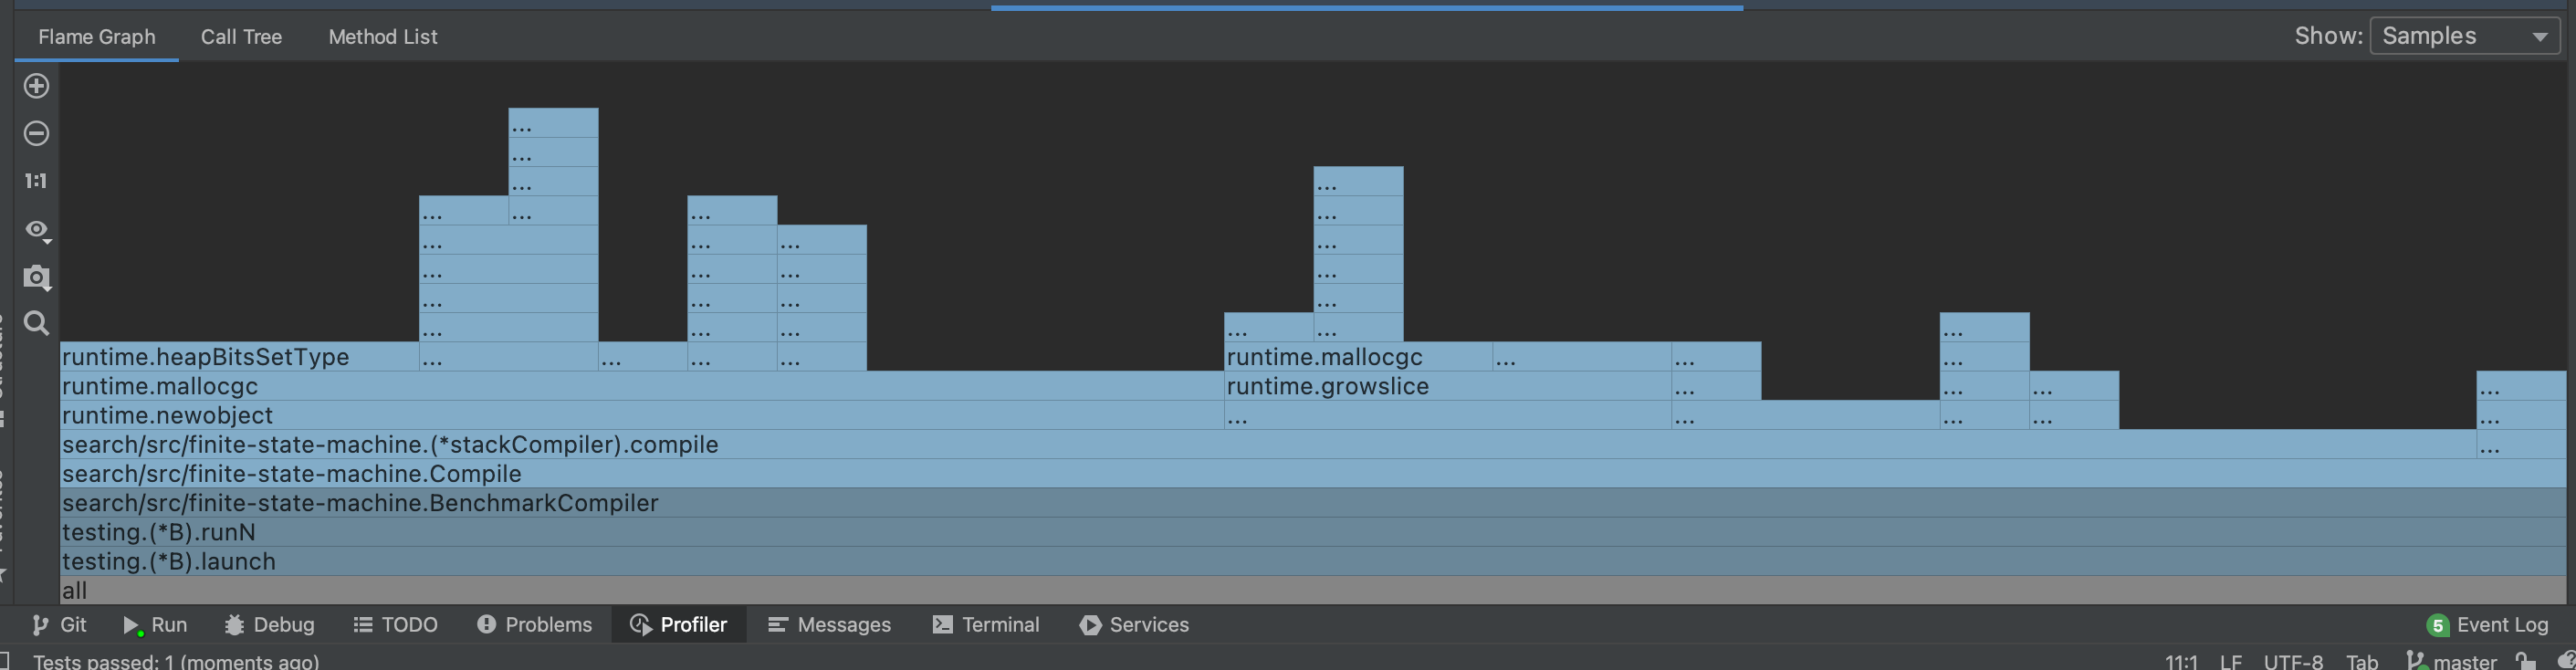 Flame Graph Call Tree Method List Show: Samples
...
...
1:1 ... ...
... ... ... ...
... ... ... ...
... ... ... ...
... ... ... ...
... ... ... ... ... ...
runtime.heapBitsSetType ... ... ... ... runtime.mallocgc ... ... ...
runtime.mallocgc runtime.growslice ... ... ... ...
runtime.newobject ... ... ... ... ...
search/src/finite-state-machine.(*stackCompiler).compile ...
search/src/finite-state-machine.Compile
search/src/finite-state-machine.BenchmarkCompiler
testing.(*B).runN
testing.(*B).launch
all
Git Run Debug TODO Problems Profiler Messages Terminal Services 5 Event Log
Tests passed: 1 (moments ago) 11:1 LF UTF-8 Tab master